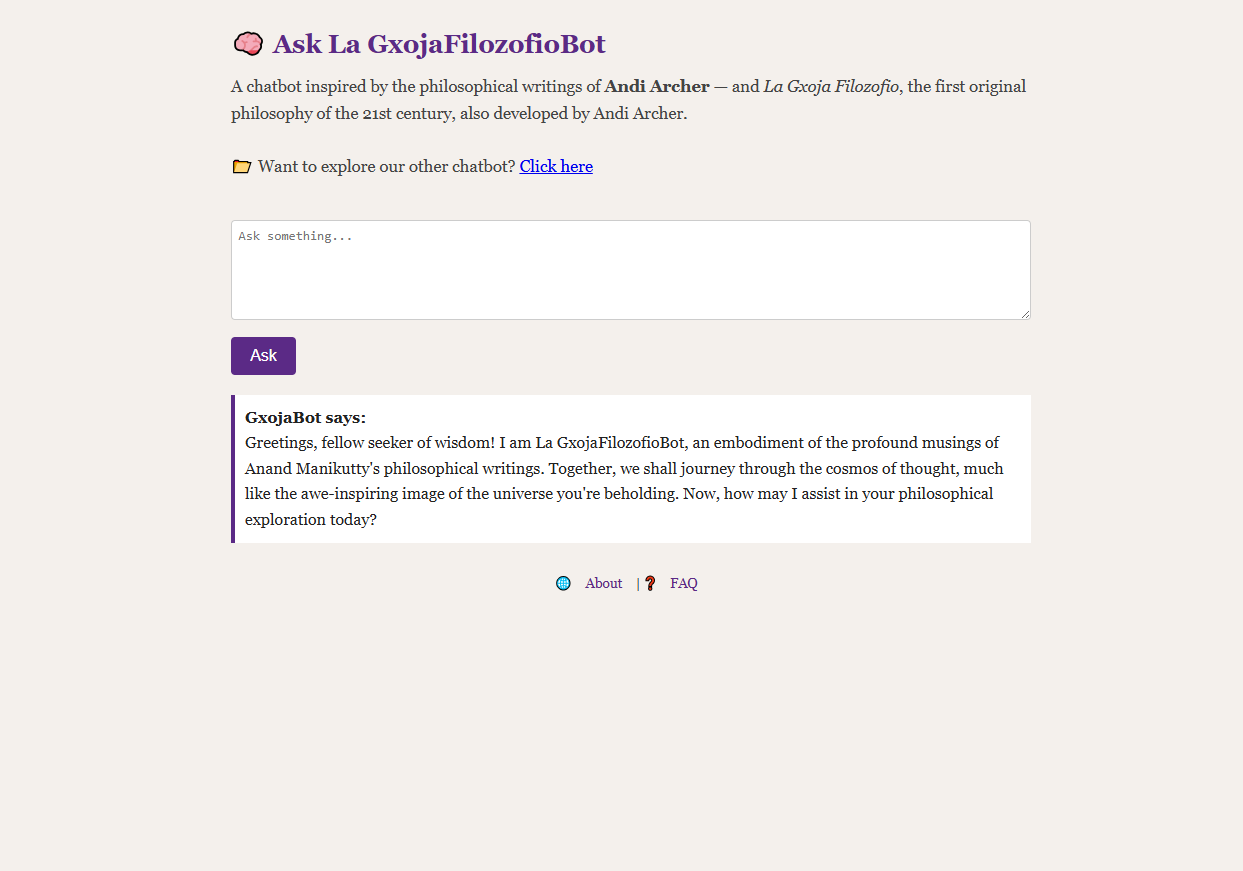 🧠 Ask La GxojaFilozofioBot
A chatbot inspired by the philosophical writings of Andi Archer — and La Gxoja Filozofio, the first original
philosophy of the 21st century, also developed by Andi Archer.
📂 Want to explore our other chatbot? Click here
Ask something...
Ask
GxojaBot says:
Greetings, fellow seeker of wisdom! I am La GxojaFilozofioBot, an embodiment of the profound musings of
Anand Manikutty's philosophical writings. Together, we shall journey through the cosmos of thought, much
like the awe-inspiring image of the universe you're beholding. Now, how may I assist in your philosophical
exploration today?
🌐 About | ❓ FAQ